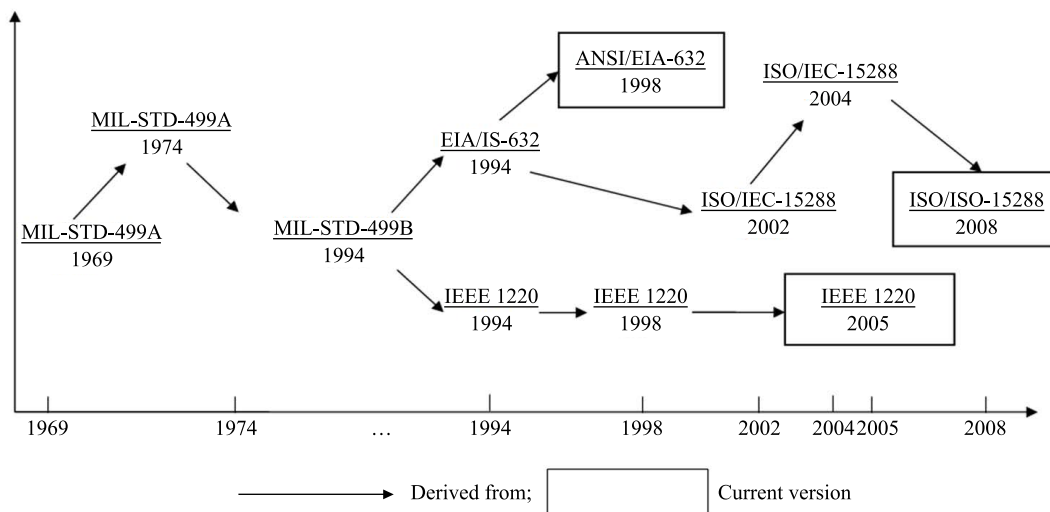 ANSI/EIA-632
1998
ISO/IEC-15288
2004
MIL-STD-499A
1974
EIA/IS-632
1994
ISO/IEC-15288
2002
ISO/ISO-15288
2008
MIL-STD-499A
1969
MIL-STD-499B
1994
IEEE 1220
1994
IEEE 1220
1998
IEEE 1220
2005
1969 1974 ... 1994 1998 2002 2004 2005 2008
Derived from; Current version